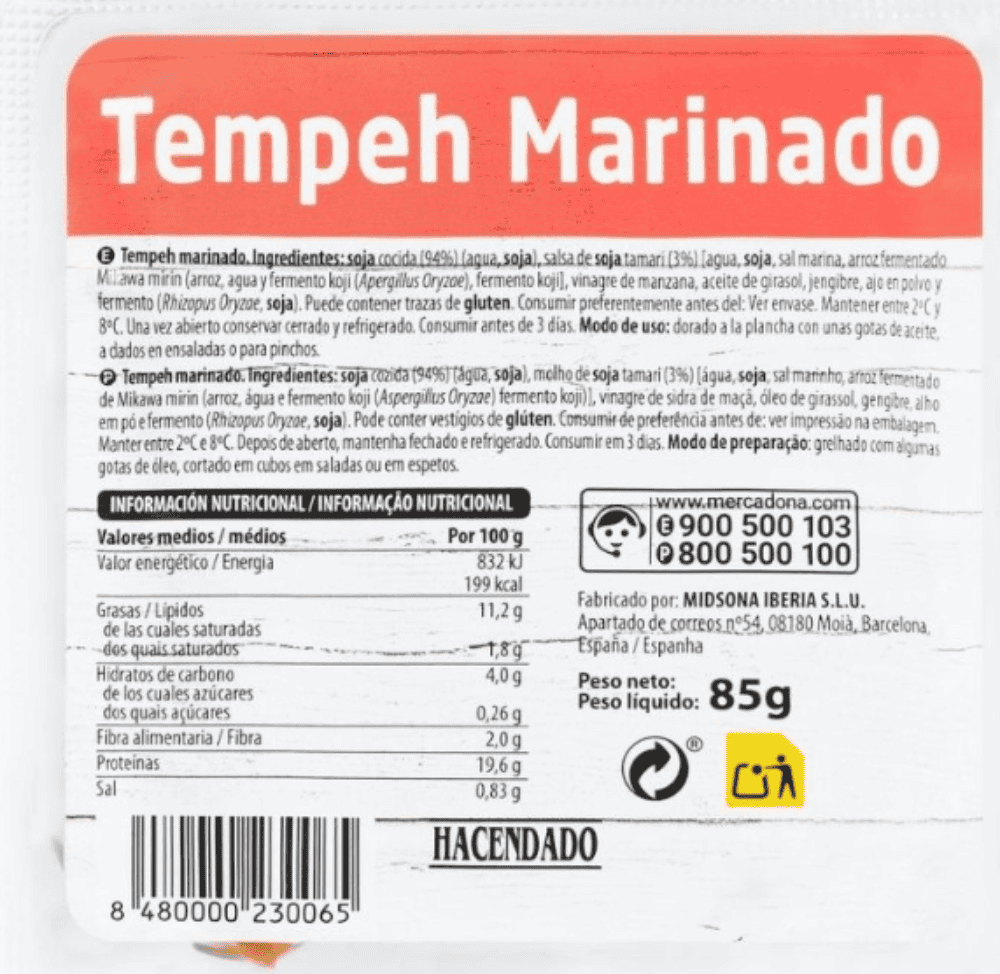 Tempeh Marinado
E Tempeh marinado. Ingredientes: soja cocida (94%) (agua, soja), salsa de soja tamari (3%) [agua, soja, sal marina, arroz fermentado
Mikawa mirin (arroz, agua y fermento koji (Apergillus Oryzae), fermento koji], vinagre de manzana, aceite de girasol, jengibre, ajo en polvo y
fermento (Rhizopus Oryzae, soja). Puede contener trazas de gluten. Consumir preferentemente antes del: Ver envase. Mantener entre 2ºC y
8ºC. Una vez abierto conservar cerrado y refrigerado. Consumir antes de 3 días. Modo de uso: dorado a la plancha con unas gotas de aceite,
a dados en ensaladas o para pinchos.
P Tempeh marinado. Ingredientes: soja cozida (94%) (água, soja), molho de soja tamari (3%) [água, soja, sal marinho, arroz fermentado
de Mikawa mirin (arroz, água e fermento koji (Aspergillus Oryzae) fermento koji)], vinagre de sidra de maçã, óleo de girassol, gengibre, alho
em pó e fermento (Rhizopus Oryzae, soja). Pode conter vestígios de glúten. Consumir de preferência antes de: ver impressão na embalagem.
Manter entre 2ºC e 8ºC. Depois de aberto, mantenha fechado e refrigerado. Consumir em 3 dias. Modo de preparação: grelhado com algumas
gotas de óleo, cortado em cubos em saladas ou em espetos.
INFORMACIÓN NUTRICIONAL / INFORMAÇÃO NUTRICIONAL
Valores medios / médios Por 100 g
Valor energético / Energia 832 kJ
199 kcal
Grasas / Lípidos 11,2 g
de las cuales saturadas
dos quais saturados 1,8 g
Hidratos de carbono 4,0 g
de los cuales azúcares
dos quais açúcares 0,26 g
Fibra alimentaria / Fibra 2,0 g
Proteínas 19,6 g
Sal 0,83 g
www.mercadona.com
E 900 500 103
P 800 500 100
Fabricado por: MIDSONA IBERIA S.L.U.
Apartado de correos nº54, 08180 Moià, Barcelona,
España / Espanha
Peso neto:
Peso líquido: 85g
®
HACENDADO
8 480000 230065